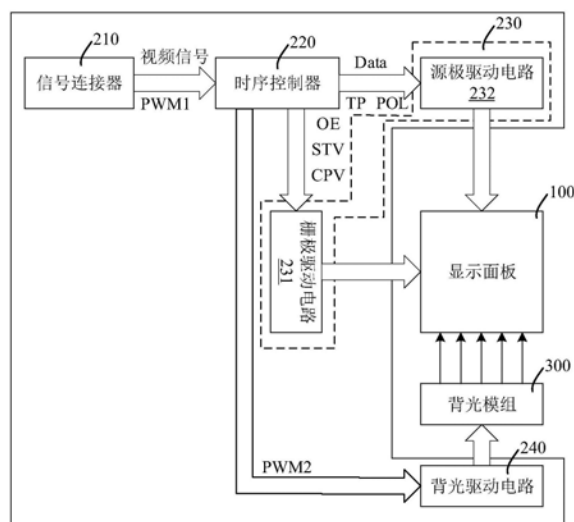 210
信号连接器
视频信号
PWM1
220
时序控制器
Data
TP POL
230
源极驱动电路
232
OE
STV
CPV
栅极驱动电路
231
100
显示面板
300
背光模组
240
背光驱动电路
PWM2